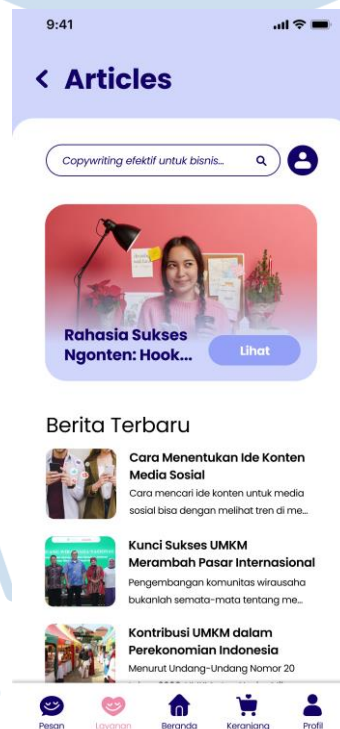 9:41
Articles
Copywriting efektif untuk bisnis...
Rahasia Sukses
Ngonten: Hook...
Lihat
Berita Terbaru
Cara Menentukan Ide Konten
Media Sosial
Cara mencari ide konten untuk media
sosial bisa dengan melihat tren di me...
Kunci Sukses UMKM
Merambah Pasar Internasional
Pengembangan komunitas wirausaha
bukanlah semata-mata tentang me...
Kontribusi UMKM dalam
Perekonomian Indonesia
Menurut Undang-Undang Nomor 20
Pesan Layanan Beranda Keranjang Profil